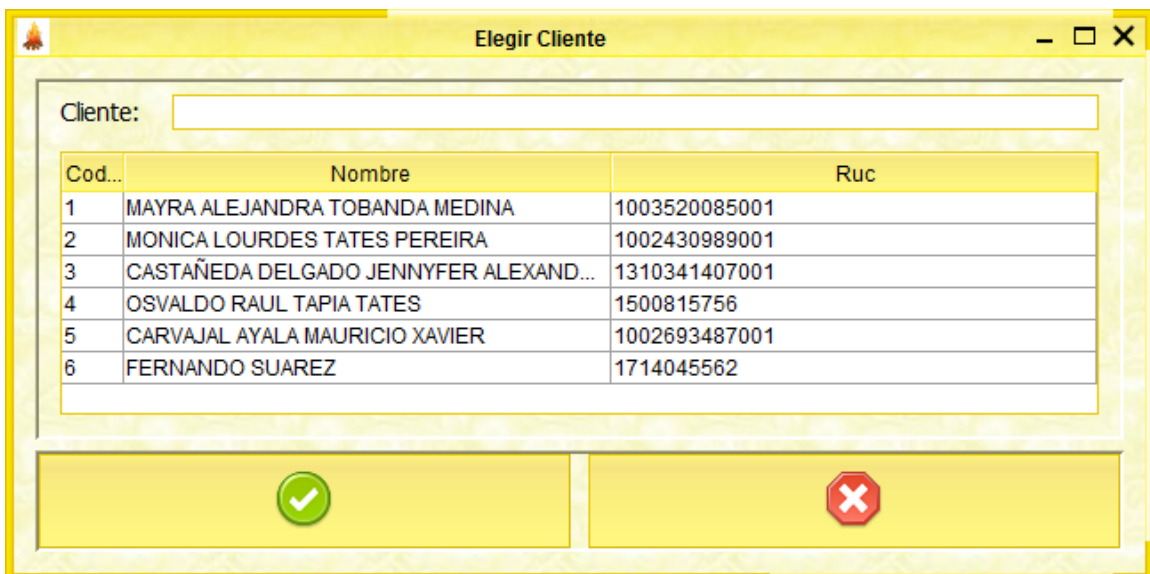 Elegir Cliente
Cliente:
Cod... Nombre Ruc
1 MAYRA ALEJANDRA TOBANDA MEDINA 1003520085001
2 MONICA LOURDES TATES PEREIRA 1002430989001
3 CASTAÑEDA DELGADO JENNYFER ALEXAND... 1310341407001
4 OSVALDO RAUL TAPIA TATES 1500815756
5 CARVAJAL AYALA MAURICIO XAVIER 1002693487001
6 FERNANDO SUAREZ 1714045562